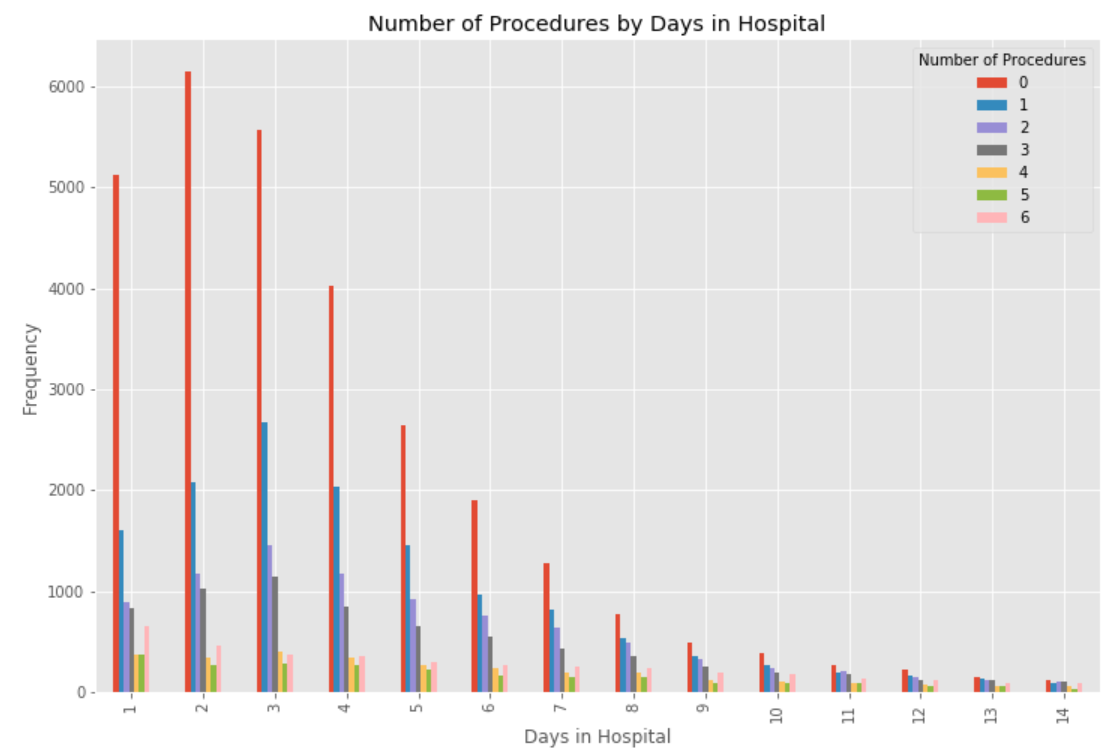 Number of Procedures by Days in Hospital
Number of Procedures
0
1
2
3
4
5
6
6000
5000
4000
3000
2000
1000
0
Frequency
1 2 3 4 5 6 7 8 9 10 11 12 13 14
Days in Hospital